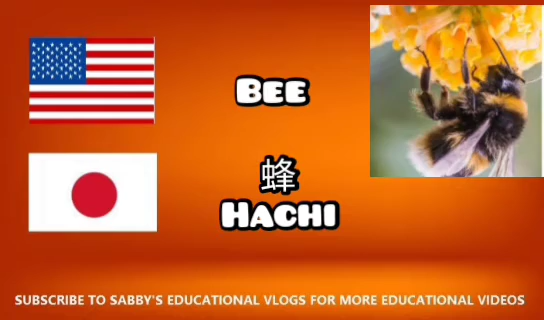 BEE
蜂
HACHI
SUBSCRIBE TO SABBY'S EDUCATIONAL VLOGS FOR MORE EDUCATIONAL VIDEOS